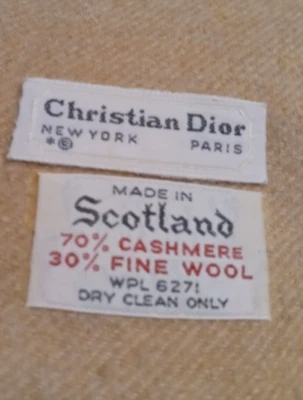 Christian Dior
NEW YORK PARIS
*©
MADE IN
Scotland
70% CASHMERE
30% FINE WOOL
WPL 6271
DRY CLEAN ONLY